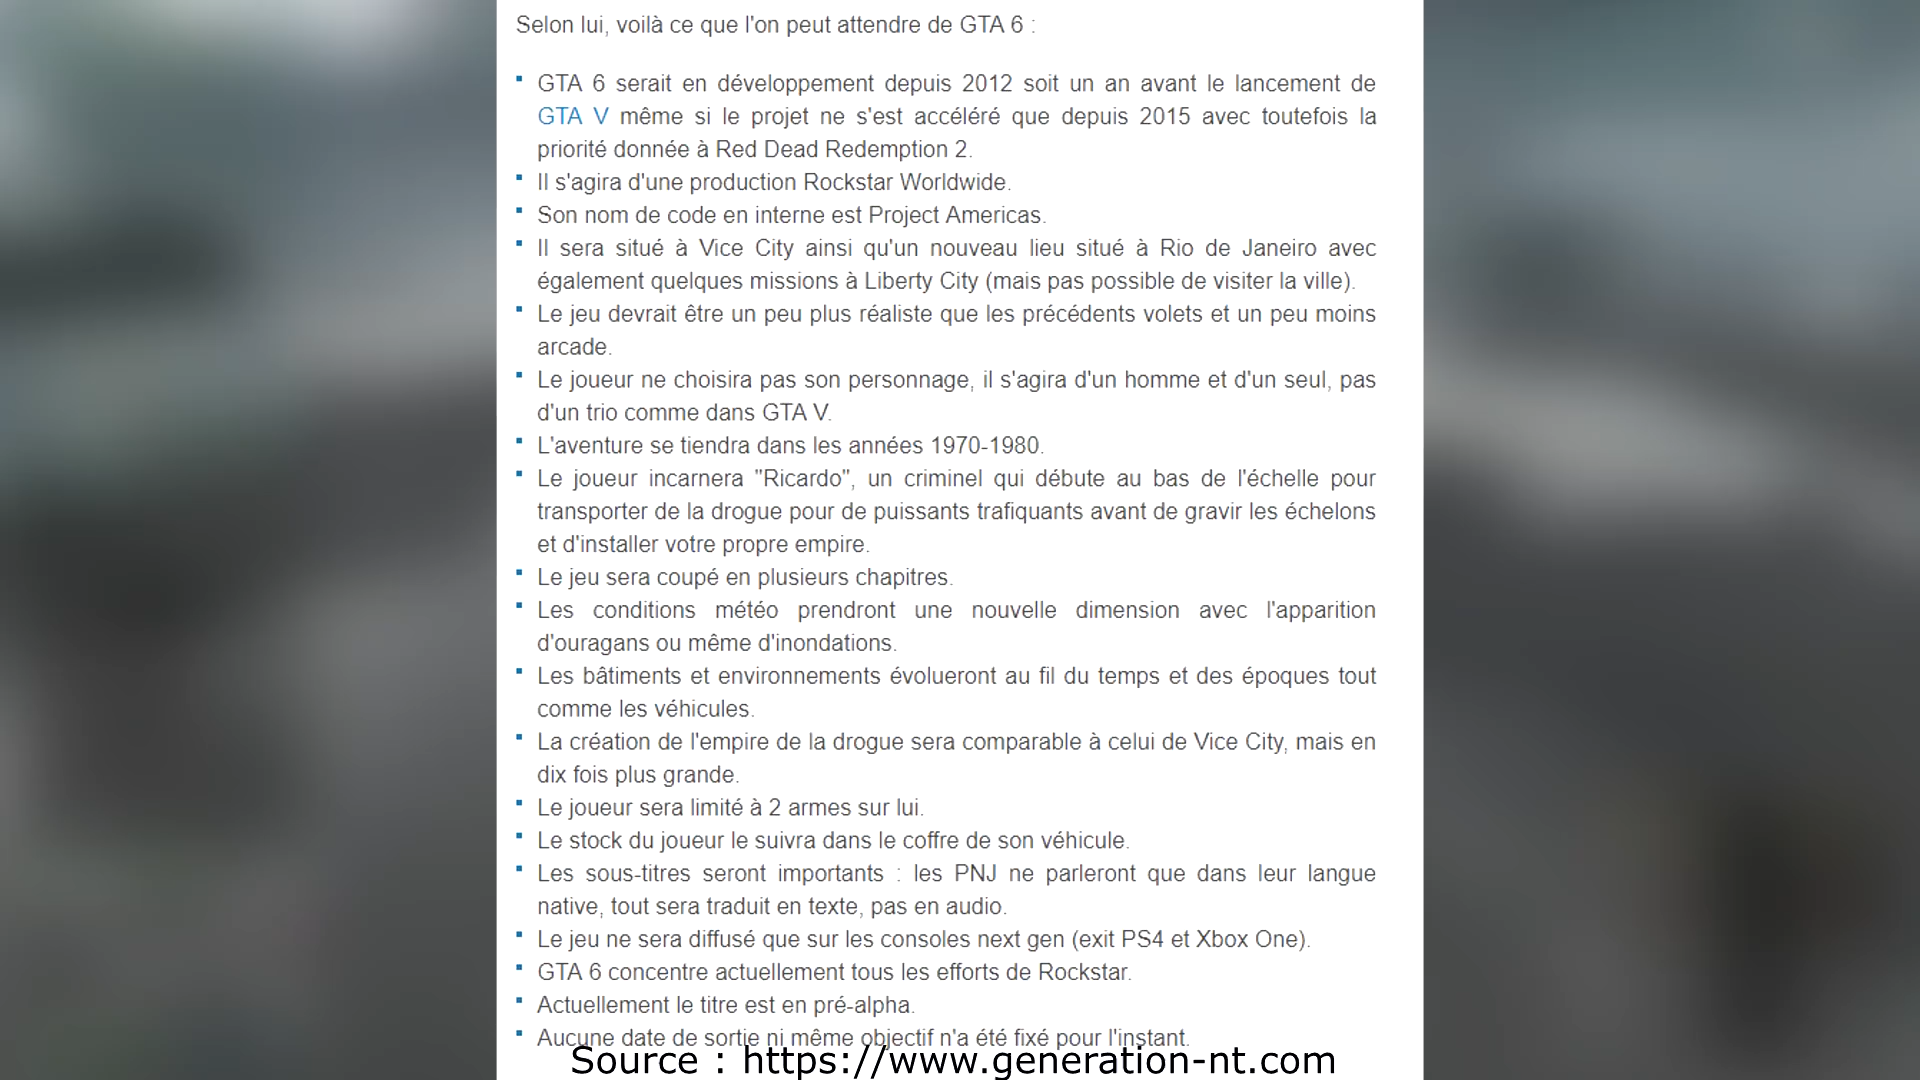 Selon lui, voilà ce que l'on peut attendre de GTA 6 :
GTA 6 serait en développement depuis 2012 soit un an avant le lancement de
GTA V même si le projet ne s'est accéléré que depuis 2015 avec toutefois la
priorité donnée à Red Dead Redemption 2.
Il s'agira d'une production Rockstar Worldwide.
Son nom de code en interne est Project Americas.
Il sera situé à Vice City ainsi qu'un nouveau lieu situé à Rio de Janeiro avec
également quelques missions à Liberty City (mais pas possible de visiter la ville).
Le jeu devrait être un peu plus réaliste que les précédents volets et un peu moins
arcade.
Le joueur ne choisira pas son personnage, il s'agira d'un homme et d'un seul, pas
d'un trio comme dans GTA V.
L'aventure se tiendra dans les années 1970-1980.
Le joueur incarnera "Ricardo", un criminel qui débute au bas de l'échelle pour
transporter de la drogue pour de puissants trafiquants avant de gravir les échelons
et d'installer votre propre empire.
Le jeu sera coupé en plusieurs chapitres.
Les conditions météo prendront une nouvelle dimension avec l'apparition
d'ouragans ou même d'inondations.
Les bâtiments et environnements évolueront au fil du temps et des époques tout
comme les véhicules.
La création de l'empire de la drogue sera comparable à celui de Vice City, mais en
dix fois plus grande.
Le joueur sera limité à 2 armes sur lui.
Le stock du joueur le suivra dans le coffre de son véhicule.
Les sous-titres seront importants : les PNJ ne parleront que dans leur langue
native, tout sera traduit en texte, pas en audio.
Le jeu ne sera diffusé que sur les consoles next gen (exit PS4 et Xbox One).
GTA 6 concentre actuellement tous les efforts de Rockstar.
Actuellement le titre est en pré-alpha.
Aucune date de sortie ni même objectif n'a été fixé pour l'instant.
Source : https://www.generation-nt.com